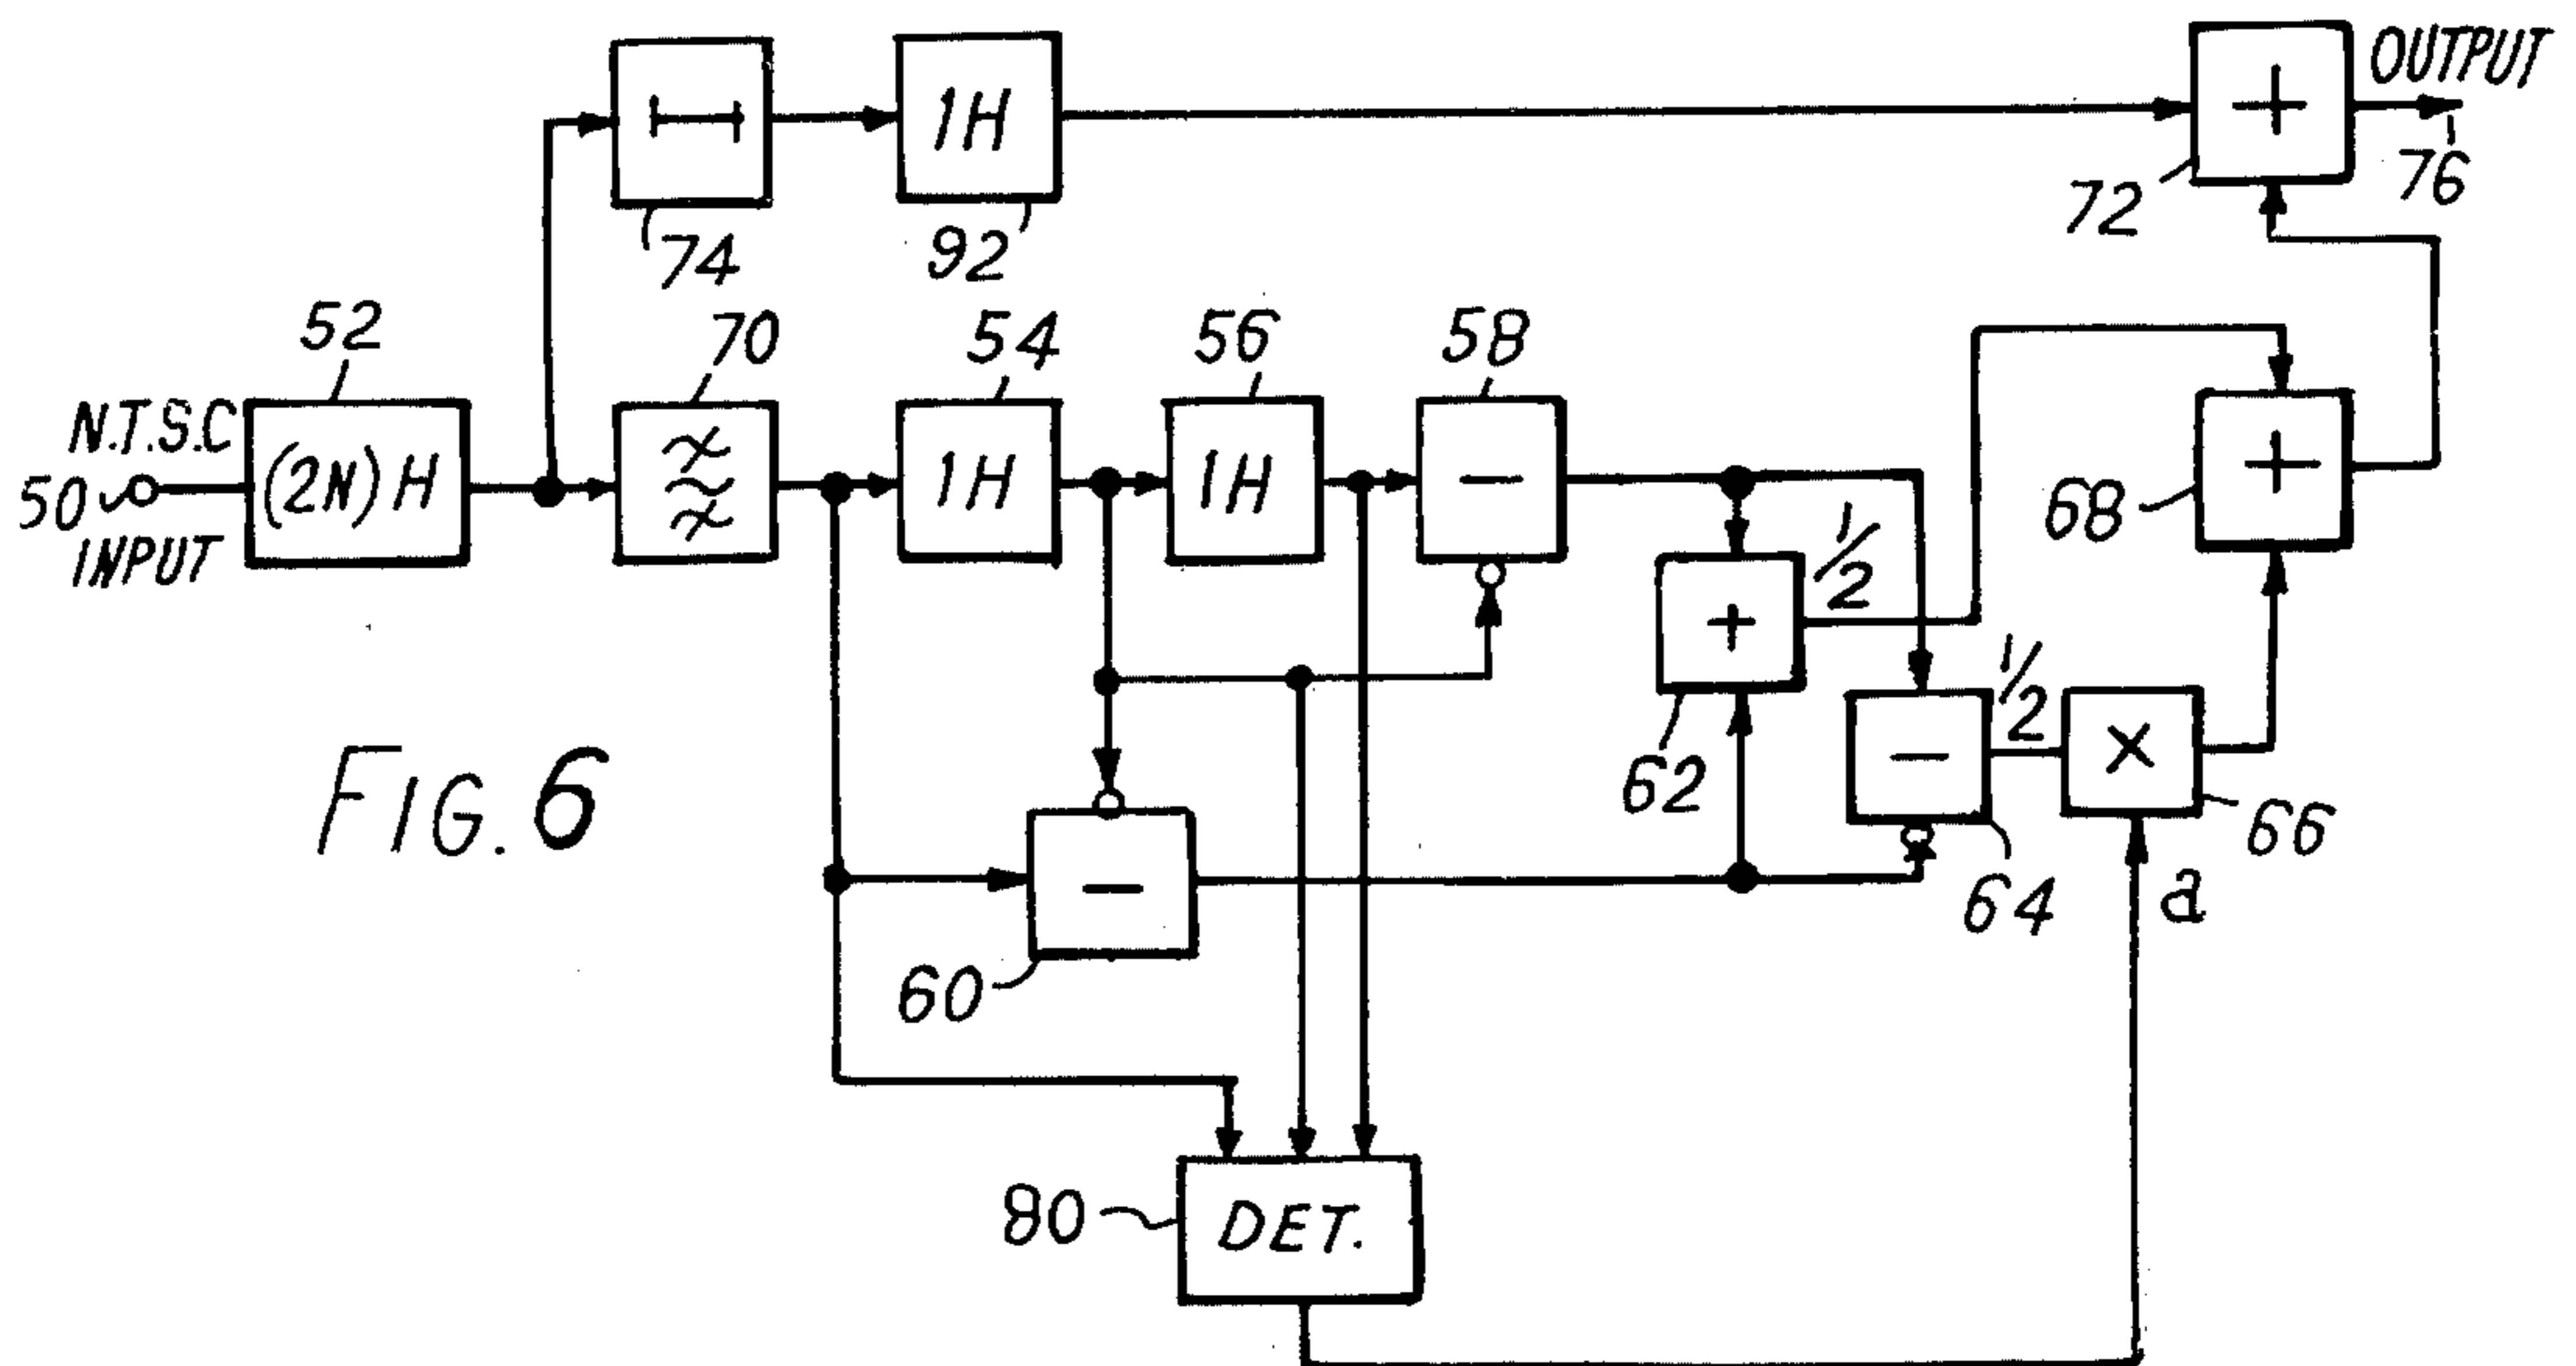 OUTPUT
76
72
1H
74
92
52
70
54
56
58
N.T.S.C
50
INPUT
(2N) H
1H
1H
−
+
68
+
1/2
62
−
1/2
×
64
66
a
FIG. 6
−
60
+
80
DET.